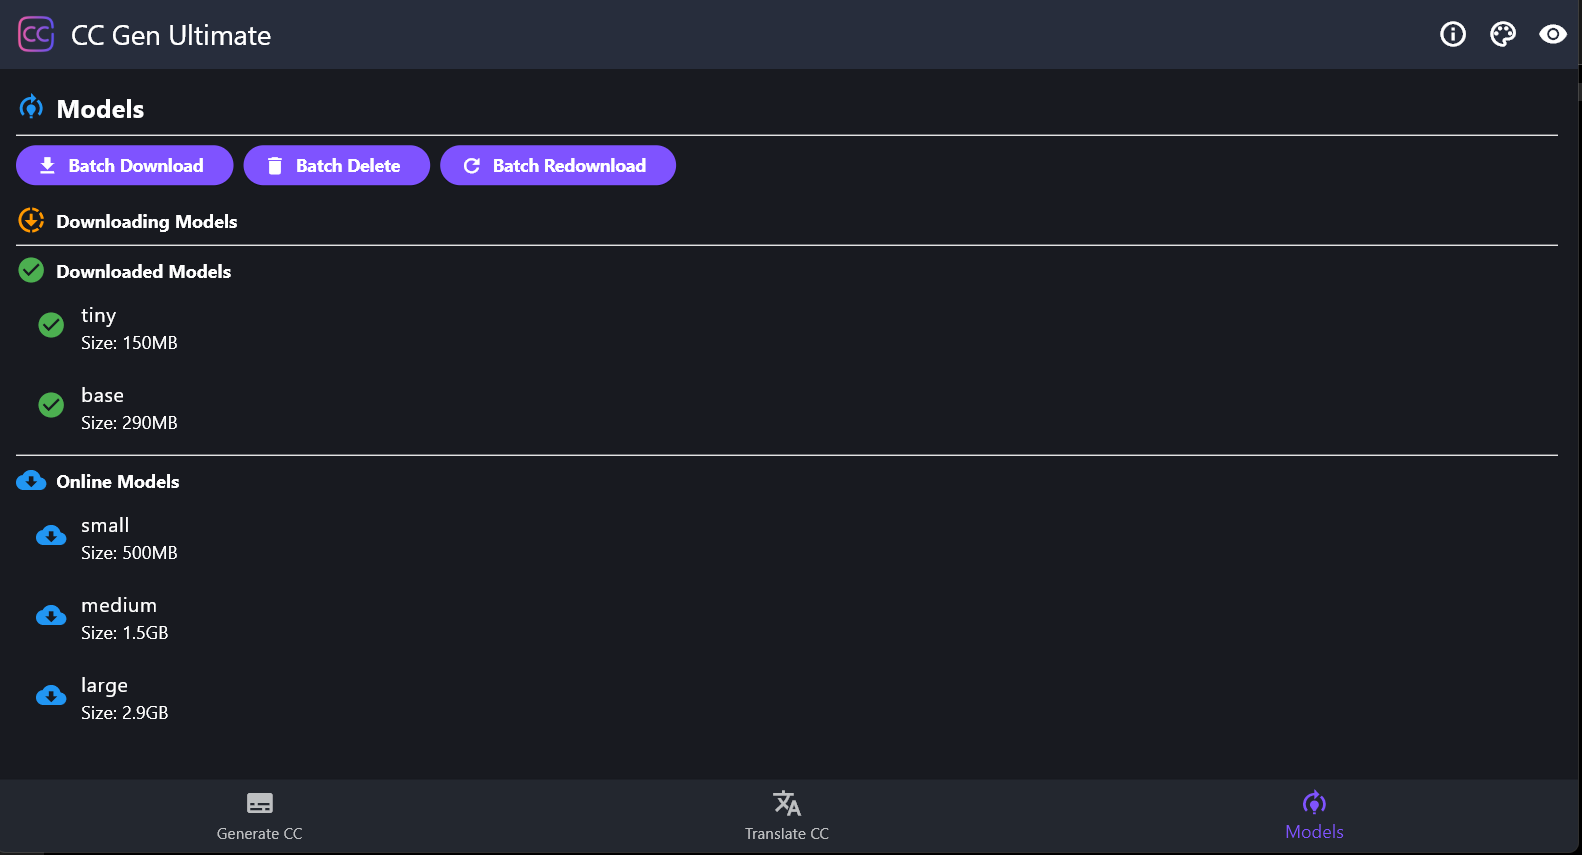 CC
CC Gen Ultimate
Models
Batch Download
Batch Delete
Batch Redownload
Downloading Models
Downloaded Models
tiny
Size: 150MB
base
Size: 290MB
Online Models
small
Size: 500MB
medium
Size: 1.5GB
large
Size: 2.9GB
Generate CC
Translate CC
Models